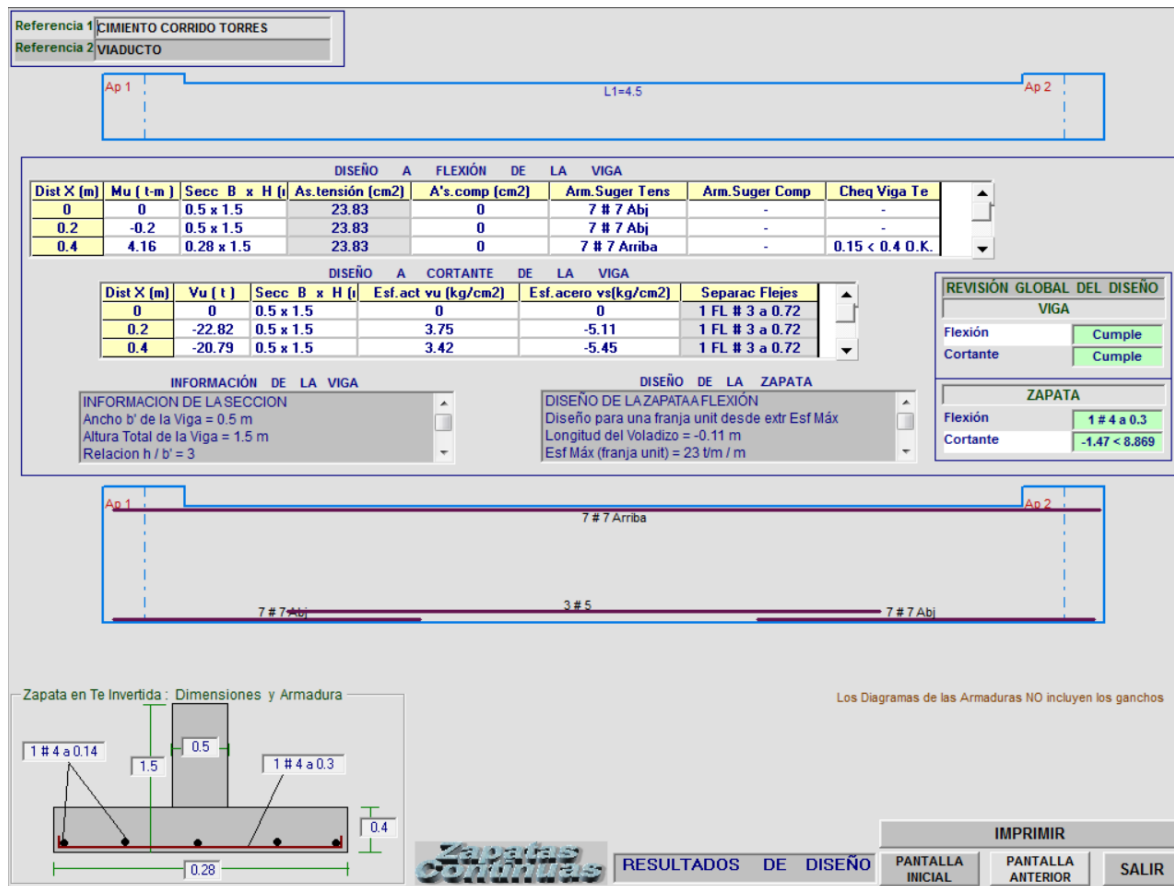 Referencia 1 CIMIENTO CORRIDO TORRES
Referencia 2 VIADUCTO
Ap 1 L1=4.5 Ap 2
DISEÑO A FLEXIÓN DE LA VIGA
Dist X (m) Mu ( t-m ) Secc B x H (r As.tensión (cm2) A's.comp (cm2) Arm.Suger Tens Arm.Suger Comp Cheq Viga Te
0 0 0.5 x 1.5 23.83 0 7 # 7 Abj - -
0.2 -0.2 0.5 x 1.5 23.83 0 7 # 7 Abj - -
0.4 4.16 0.28 x 1.5 23.83 0 7 # 7 Arriba - 0.15 < 0.4 O.K.
DISEÑO A CORTANTE DE LA VIGA
Dist X (m) Vu ( t ) Secc B x H (r Esf.act vu (kg/cm2) Esf.acero vs(kg/cm2) Separac Flejes
0 0 0.5 x 1.5 0 0 1 FL # 3 a 0.72
0.2 -22.82 0.5 x 1.5 3.75 -5.11 1 FL # 3 a 0.72
0.4 -20.79 0.5 x 1.5 3.42 -5.45 1 FL # 3 a 0.72
REVISIÓN GLOBAL DEL DISEÑO
VIGA
Flexión Cumple
Cortante Cumple
ZAPATA
Flexión 1 # 4 a 0.3
Cortante -1.47 < 8.869
INFORMACIÓN DE LA VIGA
INFORMACION DE LA SECCION
Ancho b' de la Viga = 0.5 m
Altura Total de la Viga = 1.5 m
Relacion h / b' = 3
DISEÑO DE LA ZAPATA
DISEÑO DE LA ZAPATA A FLEXIÓN
Diseño para una franja unit desde extr Esf Máx
Longitud del Voladizo = -0.11 m
Esf Máx (franja unit) = 23 t/m / m
Ap 1 Ap 2
7 # 7 Arriba
7 # 7 Abj 3 # 5 7 # 7 Abj
Zapata en Te Invertida : Dimensiones y Armadura
Los Diagramas de las Armaduras NO incluyen los ganchos
1 # 4 a 0.14 0.5
1.5 1 # 4 a 0.3
0.4
0.28
Zapatas
Continuas
RESULTADOS DE DISEÑO
IMPRIMIR
PANTALLA INICIAL
PANTALLA ANTERIOR
SALIR